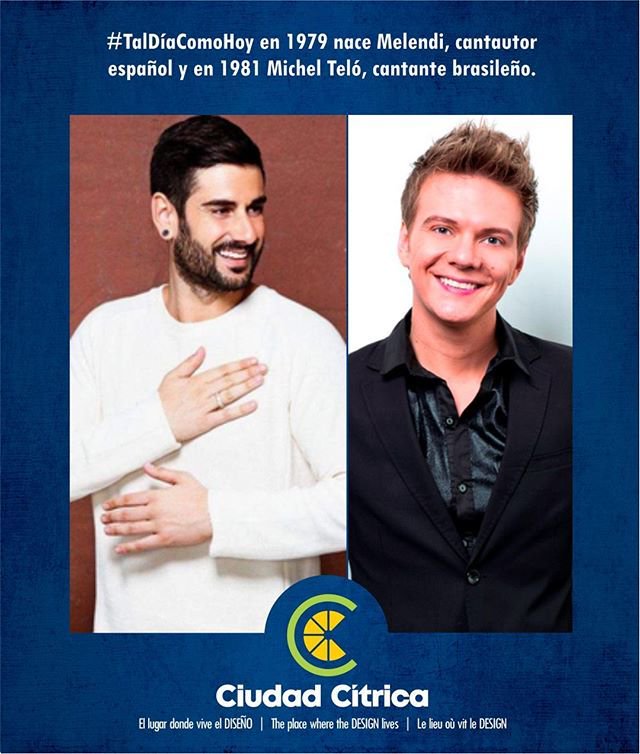 #TalDíaComoHoy en 1979 nace Melendi, cantautor
español y en 1981 Michel Teló, cantante brasileño.
Ciudad Cítrica
El lugar donde vive el DISEÑO | The place where the DESIGN lives | Le lieu où vit le DESIGN